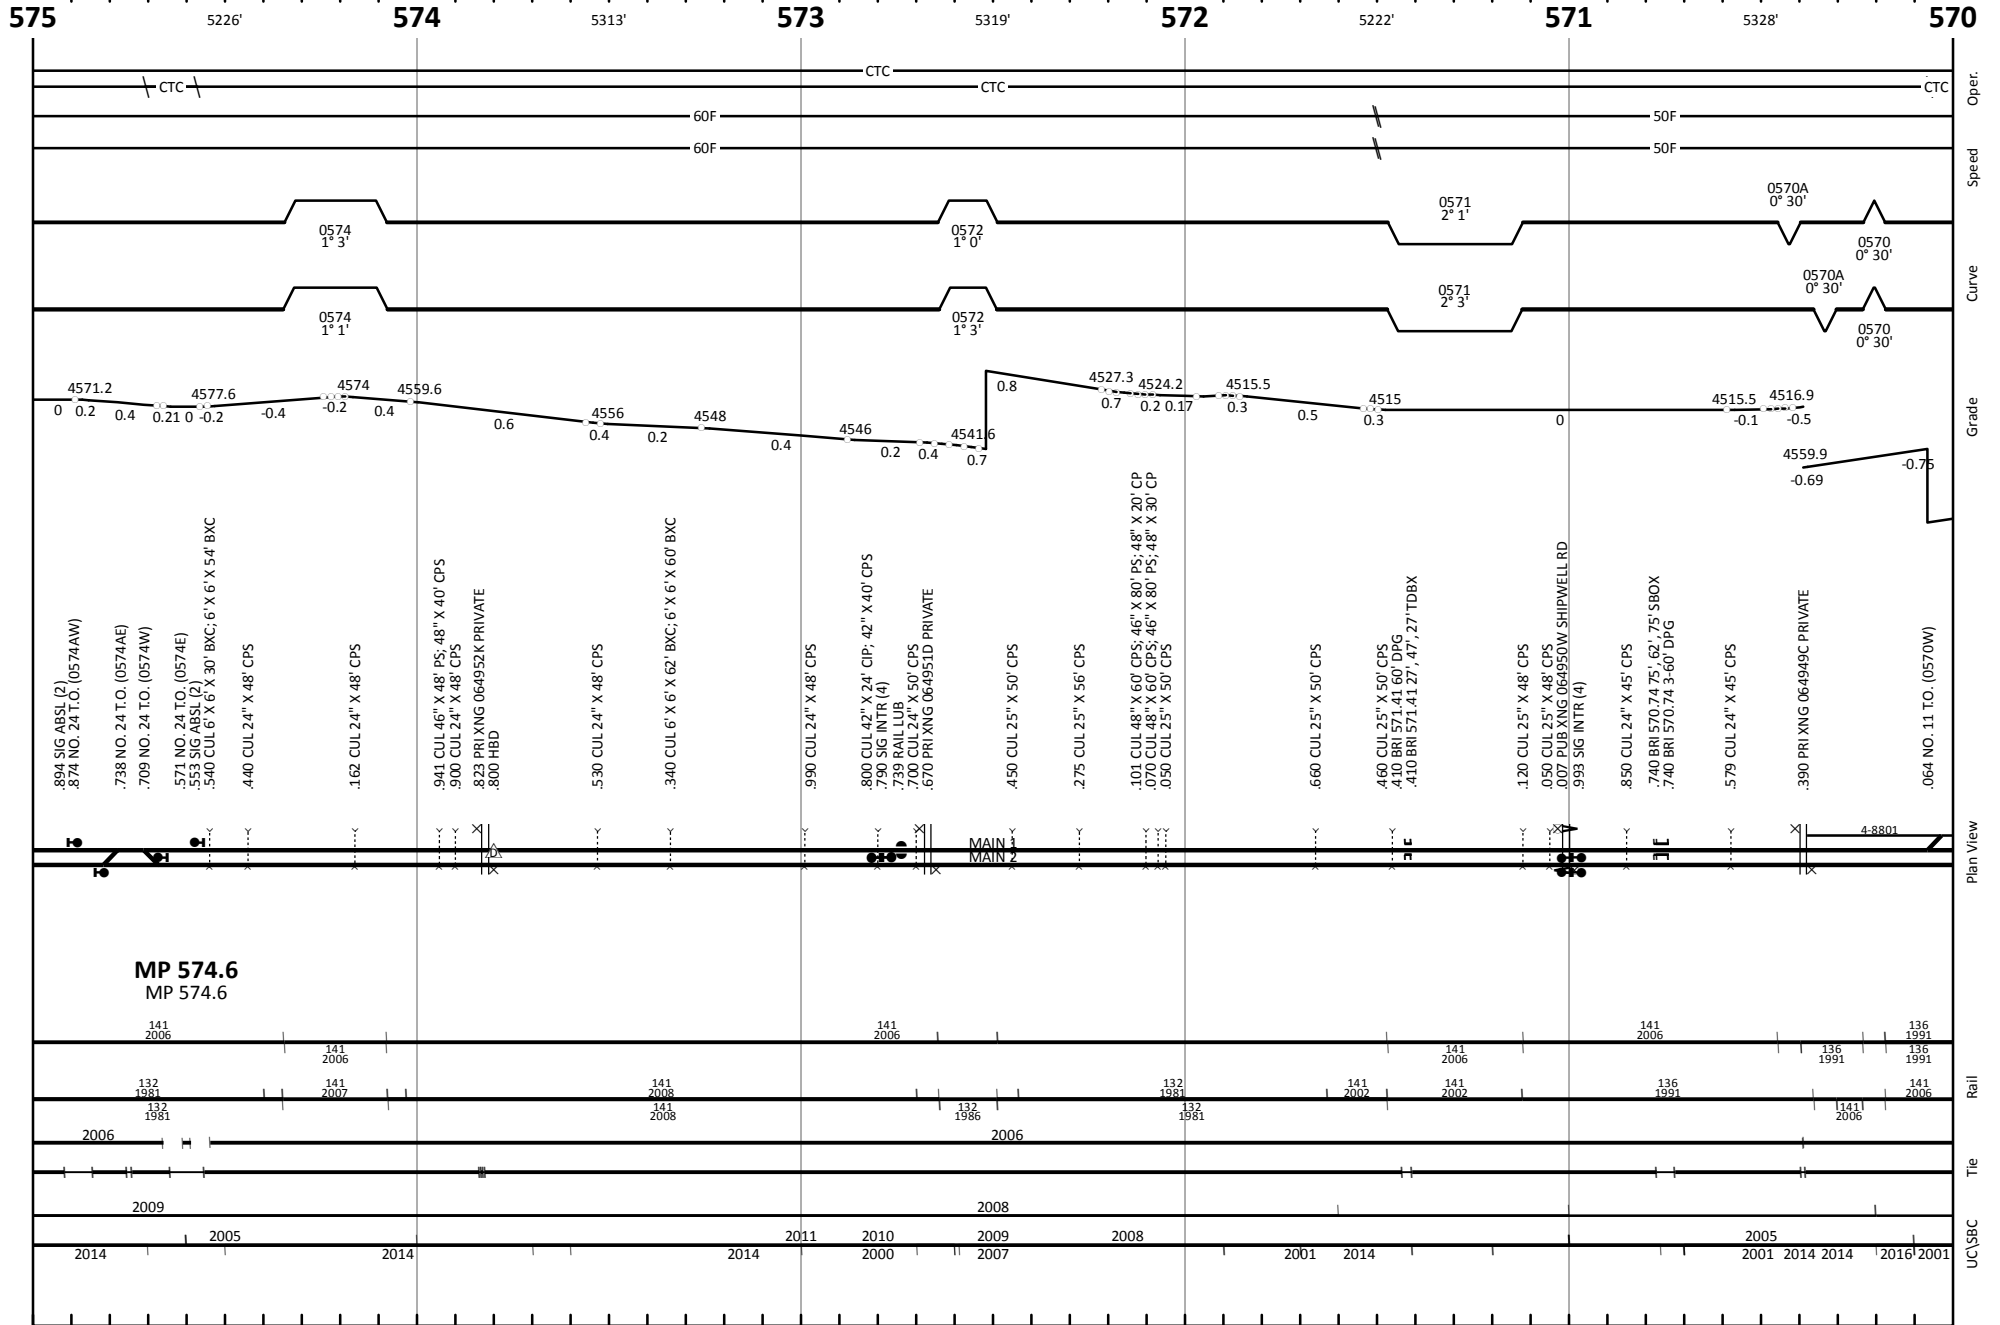 575 5226' 574 5313' 573 5319' 572 5222' 571 5328' 570
CTC
CTC CTC CTC
Oper.
60F 50F
60F 50F
Speed
0574
1° 3'
0572
1° 0'
0571
2° 1'
0570A
0° 30'
0570
0° 30'
0574
1° 1'
0572
1° 3'
0571
2° 3'
0570A
0° 30'
0570
0° 30'
Curve
4571.2 4577.6 4574 4559.6 4556 4548 4546 4541.6 4527.3 4524.2 4515.5 4515 4515.5 4516.9
0 0.2 0.4 0.21 0 -0.2 -0.4 -0.2 0.4 0.6 0.4 0.2 0.4 0.2 0.4 0.7 0.8 0.7 0.2 0.17 0.3 0.5 0.3 0 -0.1 -0.5
4559.9
-0.69 -0.75
Grade
.894 SIG ABSL (2)
.874 NO. 24 T.O. (0574AW)
.738 NO. 24 T.O. (0574AE)
.709 NO. 24 T.O. (0574W)
.571 NO. 24 T.O. (0574E)
.553 SIG ABSL (2)
.540 CUL 6' X 6' X 30' BXC; 6' X 6' X 54' BXC
.440 CUL 24" X 48' CPS
.162 CUL 24" X 48' CPS
.941 CUL 46" X 48' PS; 48" X 40' CPS
.900 CUL 24" X 48' CPS
.823 PRI XNG 064952K PRIVATE
.800 HBD
.530 CUL 24" X 48' CPS
.340 CUL 6' X 6' X 62' BXC; 6' X 6' X 60' BXC
.990 CUL 24" X 48' CPS
.800 CUL 42" X 24' CIP; 42" X 40' CPS
.790 SIG INTR (4)
.739 RAIL LUB
.700 CUL 24" X 50' CPS
.670 PRI XNG 064951D PRIVATE
.450 CUL 25" X 50' CPS
.275 CUL 25" X 56' CPS
.101 CUL 48" X 60' CPS; 46" X 80' PS; 48" X 20' CP
.070 CUL 48" X 60' CPS; 46" X 80' PS; 48" X 30' CP
.050 CUL 25" X 50' CPS
.660 CUL 25" X 50' CPS
.460 CUL 25" X 50' CPS
.410 BRI 571.41 60' DPG
.410 BRI 571.41 27', 47', 27' TDBX
.120 CUL 25" X 48' CPS
.050 CUL 25" X 48' CPS
.007 PUB XNG 064950W SHIPWELL RD
.993 SIG INTR (4)
.850 CUL 24" X 45' CPS
.740 BRI 570.74 75', 62', 75' SBOX
.740 BRI 570.74 3-60' DPG
.579 CUL 24" X 45' CPS
.390 PRI XNG 064949C PRIVATE
.064 NO. 11 T.O. (0570W)
D
MAIN 1
MAIN 2
4-8801
Plan View
MP 574.6
MP 574.6
141 141 141 136
2006 2006 2006 1991
141 141 136 136
2006 2006 1991 1991
132 141 141 132 141 141 136 141
1981 2007 2008 1981 2002 2002 1991 2006
132 141 132 132 141
1981 2008 1986 1981 2006
Rail
2006 2006
Tie
2009 2008
2005 2011 2010 2009 2008 2005
2014 2014 2014 2000 2007 2001 2014 2001 2014 2014 2016 2001
UC\SBC